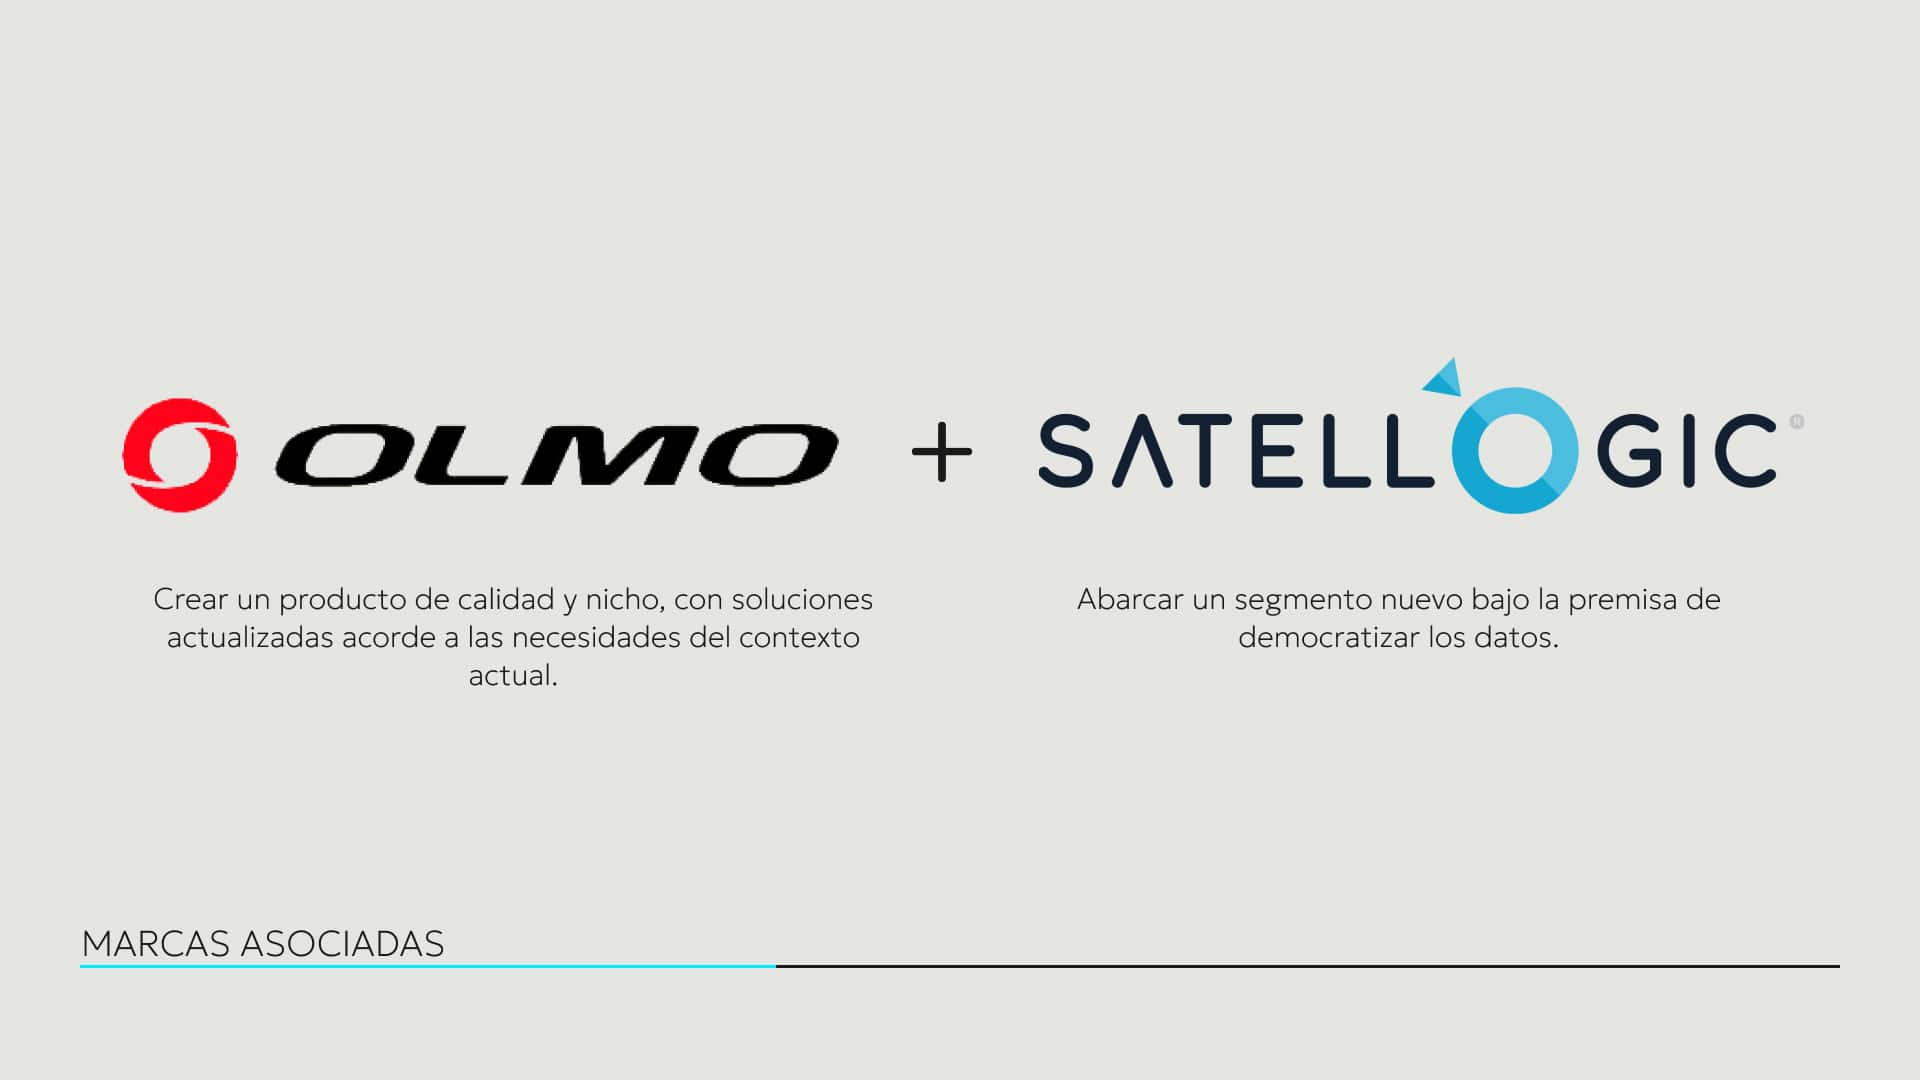 OLMO + SATELLOGIC ®
Crear un producto de calidad y nicho, con soluciones
actualizadas acorde a las necesidades del contexto
actual.
Abarcar un segmento nuevo bajo la premisa de
democratizar los datos.
MARCAS ASOCIADAS